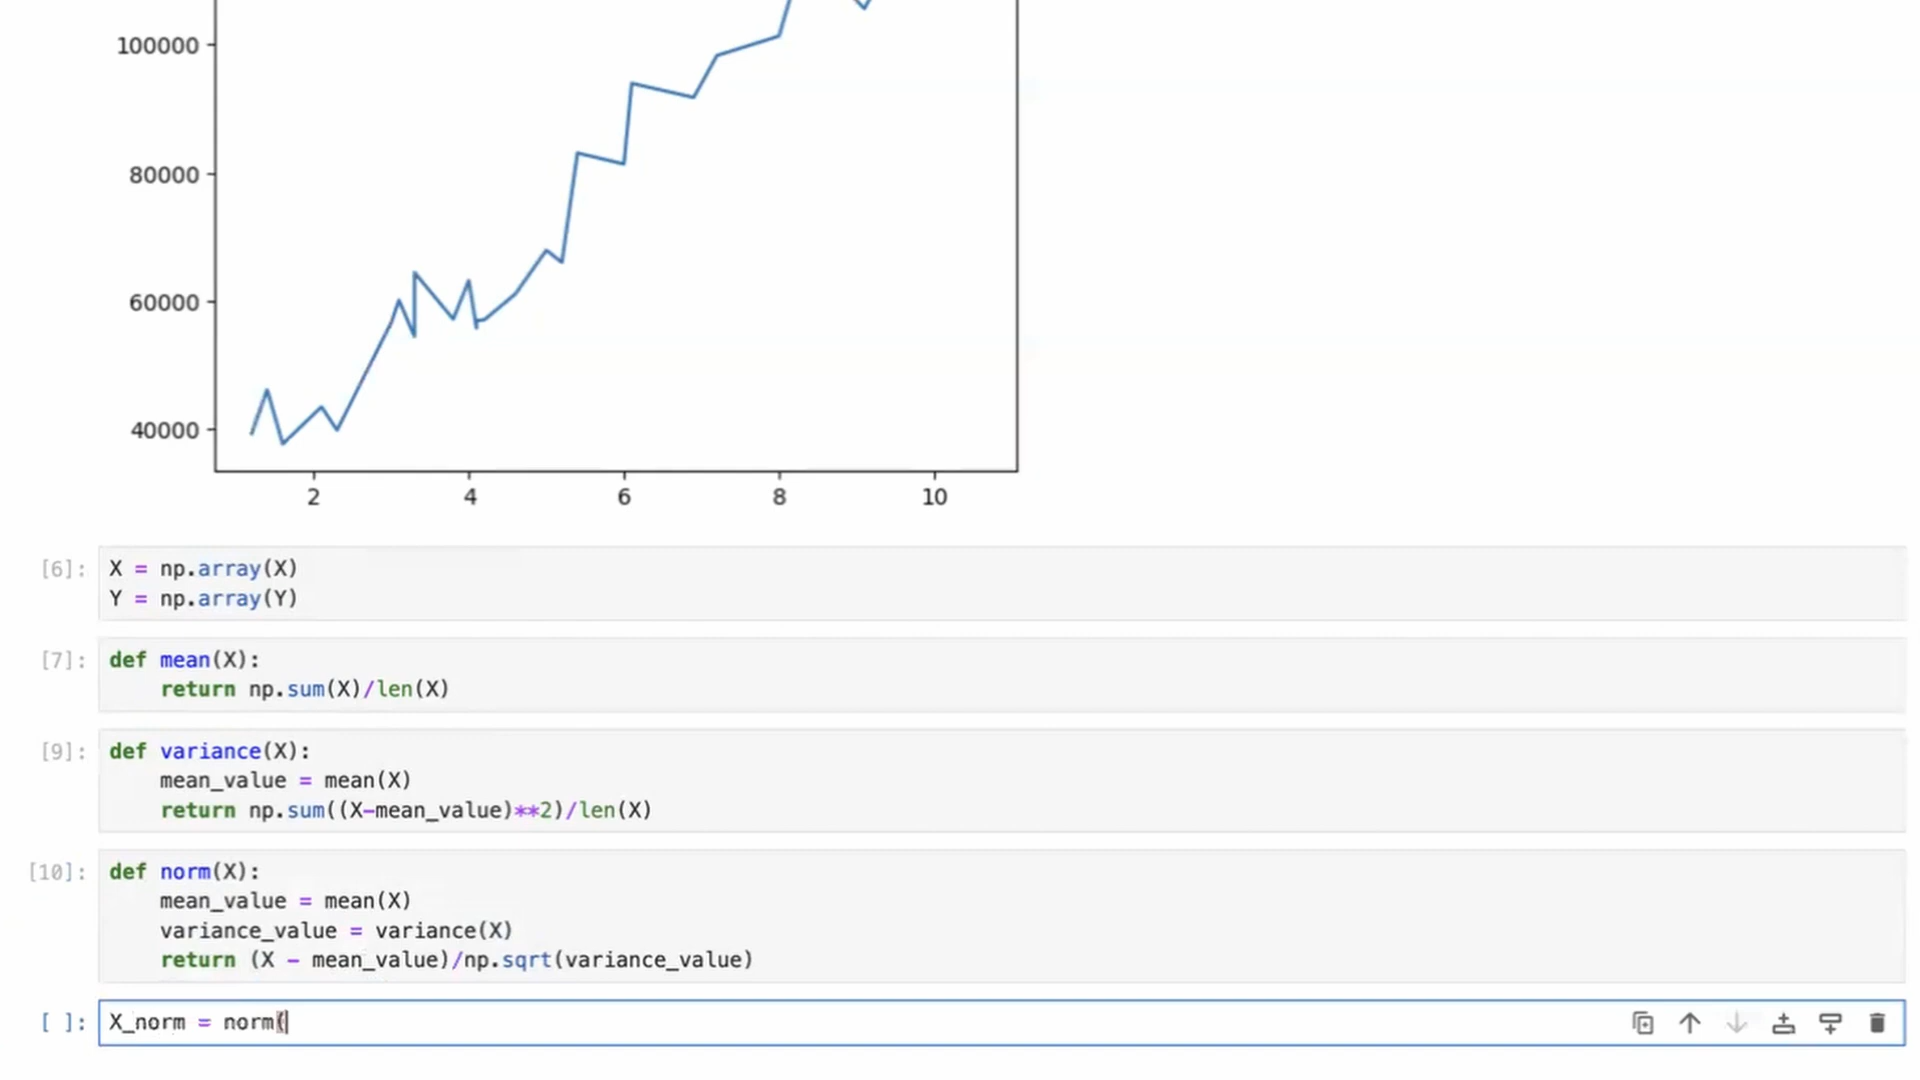 100000
80000
60000
40000
2 4 6 8 10
[6]: X = np.array(X)
Y = np.array(Y)
[7]: def mean(X):
return np.sum(X)/len(X)
[9]: def variance(X):
mean_value = mean(X)
return np.sum((X-mean_value)**2)/len(X)
[10]: def norm(X):
mean_value = mean(X)
variance_value = variance(X)
return (X - mean_value)/np.sqrt(variance_value)
[ ]: X_norm = norm(